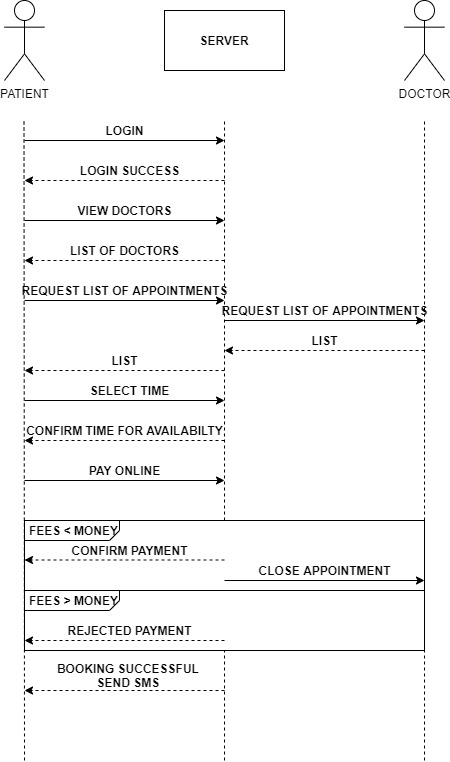 SERVER
PATIENT
DOCTOR
LOGIN
LOGIN SUCCESS
VIEW DOCTORS
LIST OF DOCTORS
REQUEST LIST OF APPOINTMENTS
REQUEST LIST OF APPOINTMENTS
LIST
LIST
SELECT TIME
CONFIRM TIME FOR AVAILABILTY
PAY ONLINE
FEES < MONEY
CONFIRM PAYMENT
CLOSE APPOINTMENT
FEES > MONEY
REJECTED PAYMENT
BOOKING SUCCESSFUL
SEND SMS